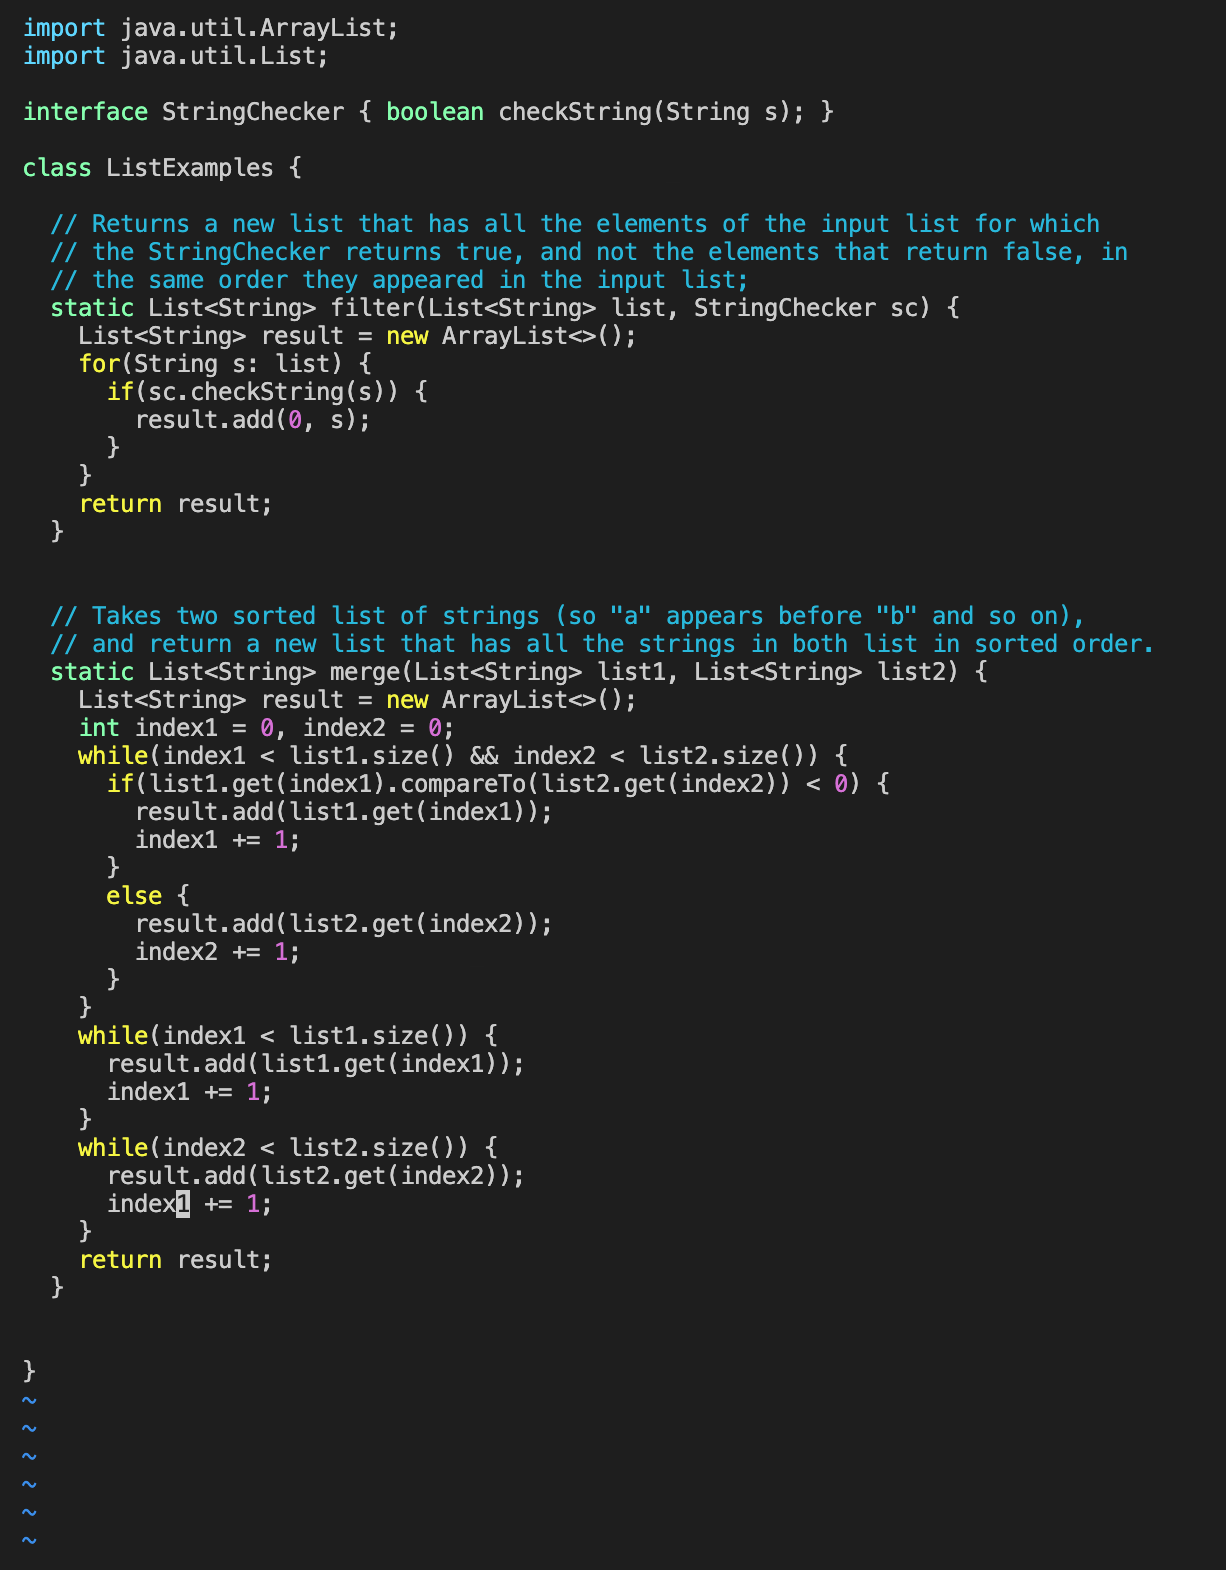 import java.util.ArrayList;
import java.util.List;

interface StringChecker { boolean checkString(String s); }

class ListExamples {

  // Returns a new list that has all the elements of the input list for which
  // the StringChecker returns true, and not the elements that return false, in
  // the same order they appeared in the input list;
  static List<String> filter(List<String> list, StringChecker sc) {
    List<String> result = new ArrayList<>();
    for(String s: list) {
      if(sc.checkString(s)) {
        result.add(0, s);
      }
    }
    return result;
  }


  // Takes two sorted list of strings (so "a" appears before "b" and so on),
  // and return a new list that has all the strings in both list in sorted order.
  static List<String> merge(List<String> list1, List<String> list2) {
    List<String> result = new ArrayList<>();
    int index1 = 0, index2 = 0;
    while(index1 < list1.size() && index2 < list2.size()) {
      if(list1.get(index1).compareTo(list2.get(index2)) < 0) {
        result.add(list1.get(index1));
        index1 += 1;
      }
      else {
        result.add(list2.get(index2));
        index2 += 1;
      }
    }
    while(index1 < list1.size()) {
      result.add(list1.get(index1));
      index1 += 1;
    }
    while(index2 < list2.size()) {
      result.add(list2.get(index2));
      index1 += 1;
    }
    return result;
  }


}
~
~
~
~
~
~